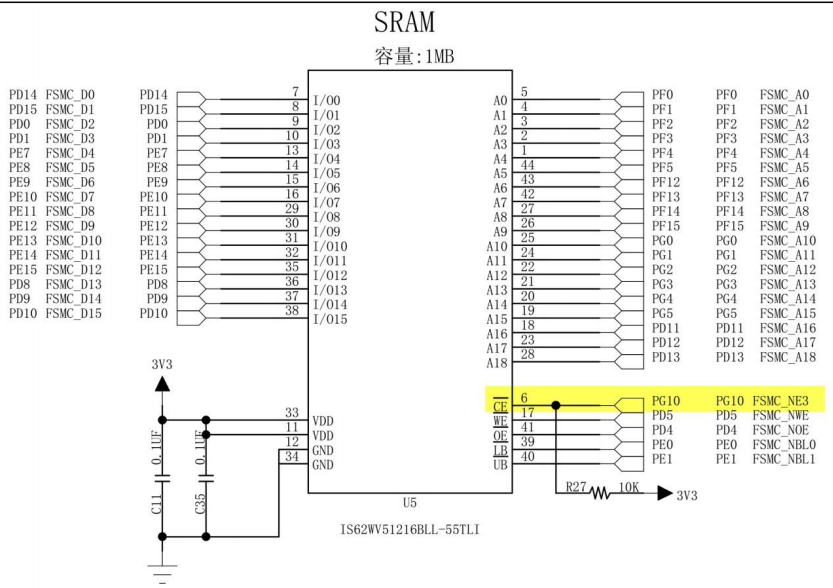 SRAM
容量:1MB
PD14 FSMC_D0 PD14 7 I/O0 A0 5 PF0 PF0 FSMC_A0
PD15 FSMC_D1 PD15 8 I/O1 A1 4 PF1 PF1 FSMC_A1
PD0 FSMC_D2 PD0 9 I/O2 A2 3 PF2 PF2 FSMC_A2
PD1 FSMC_D3 PD1 10 I/O3 A3 2 PF3 PF3 FSMC_A3
PE7 FSMC_D4 PE7 13 I/O4 A4 1 PF4 PF4 FSMC_A4
PE8 FSMC_D5 PE8 14 I/O5 A5 44 PF5 PF5 FSMC_A5
PE9 FSMC_D6 PE9 15 I/O6 A6 43 PF12 PF12 FSMC_A6
PE10 FSMC_D7 PE10 16 I/O7 A7 42 PF13 PF13 FSMC_A7
PE11 FSMC_D8 PE11 29 I/O8 A8 27 PF14 PF14 FSMC_A8
PE12 FSMC_D9 PE12 30 I/O9 A9 26 PF15 PF15 FSMC_A9
PE13 FSMC_D10 PE13 31 I/O10 A10 25 PG0 PG0 FSMC_A10
PE14 FSMC_D11 PE14 32 I/O11 A11 24 PG1 PG1 FSMC_A11
PE15 FSMC_D12 PE15 35 I/O12 A12 22 PG2 PG2 FSMC_A12
PD8 FSMC_D13 PD8 36 I/O13 A13 21 PG3 PG3 FSMC_A13
PD9 FSMC_D14 PD9 37 I/O14 A14 20 PG4 PG4 FSMC_A14
PD10 FSMC_D15 PD10 38 I/O15 A15 19 PG5 PG5 FSMC_A15
A16 18 PD11 PD11 FSMC_A16
A17 23 PD12 PD12 FSMC_A17
A18 28 PD13 PD13 FSMC_A18
3V3
CE 6 PG10 PG10 FSMC_NE3
33 VDD WE 17 PD5 PD5 FSMC_NWE
11 VDD OE 41 PD4 PD4 FSMC_NOE
12 GND LB 39 PE0 PE0 FSMC_NBL0
34 GND UB 40 PE1 PE1 FSMC_NBL1
C11 0.1UF
C35 0.1UF
R27 10K 3V3
U5
IS62WV51216BLL-55TLI